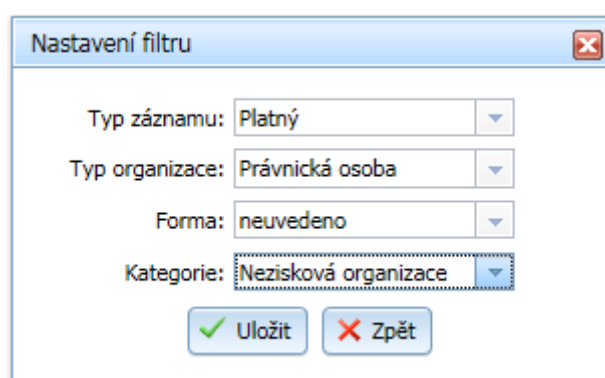 Nastavení filtru
Typ záznamu: Platný
Typ organizace: Právnická osoba
Forma: neuvedeno
Kategorie: Nezisková organizace
Uložit Zpět